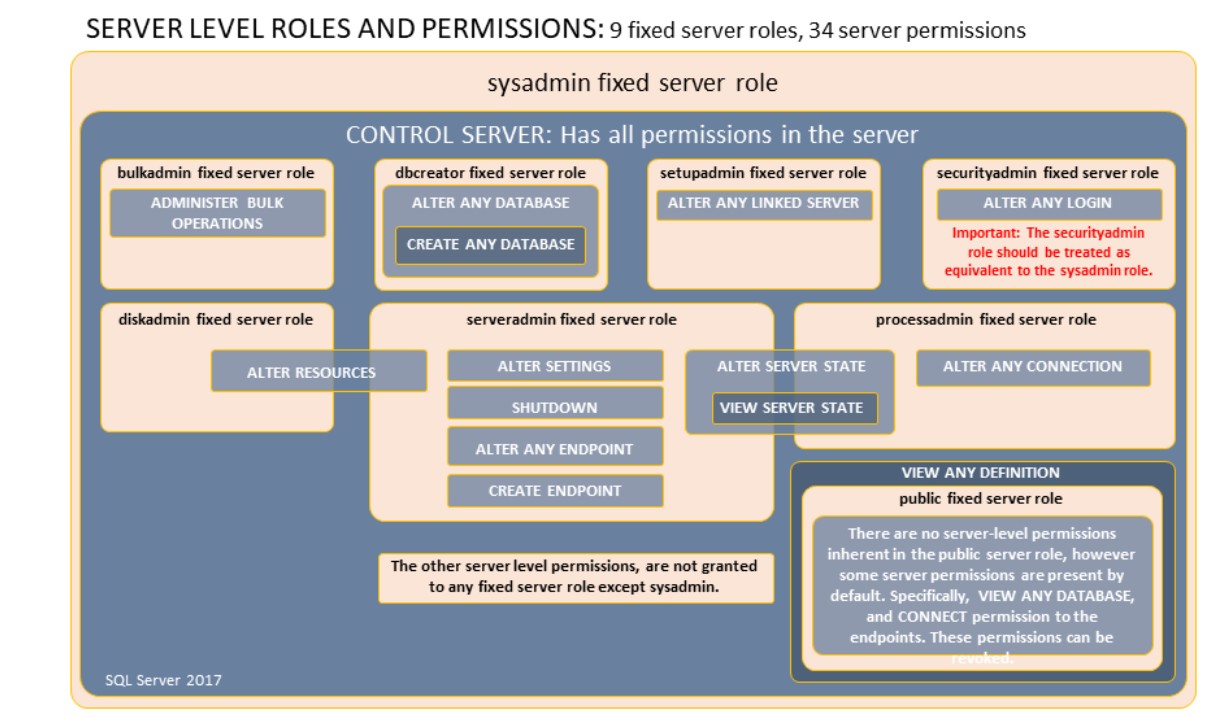 SERVER LEVEL ROLES AND PERMISSIONS: 9 fixed server roles, 34 server permissions
sysadmin fixed server role
CONTROL SERVER: Has all permissions in the server
bulkadmin fixed server role
ADMINISTER BULK
OPERATIONS
dbcreator fixed server role
ALTER ANY DATABASE
CREATE ANY DATABASE
setupadmin fixed server role
ALTER ANY LINKED SERVER
securityadmin fixed server role
ALTER ANY LOGIN
Important: The securityadmin
role should be treated as
equivalent to the sysadmin role.
diskadmin fixed server role
ALTER RESOURCES
serveradmin fixed server role
ALTER SETTINGS
SHUTDOWN
ALTER ANY ENDPOINT
CREATE ENDPOINT
ALTER SERVER STATE
VIEW SERVER STATE
processadmin fixed server role
ALTER ANY CONNECTION
VIEW ANY DEFINITION
public fixed server role
There are no server-level permissions
inherent in the public server role, however
some server permissions are present by
default. Specifically, VIEW ANY DATABASE,
and CONNECT permission to the
endpoints. These permissions can be
revoked.
The other server level permissions, are not granted
to any fixed server role except sysadmin.
SQL Server 2017